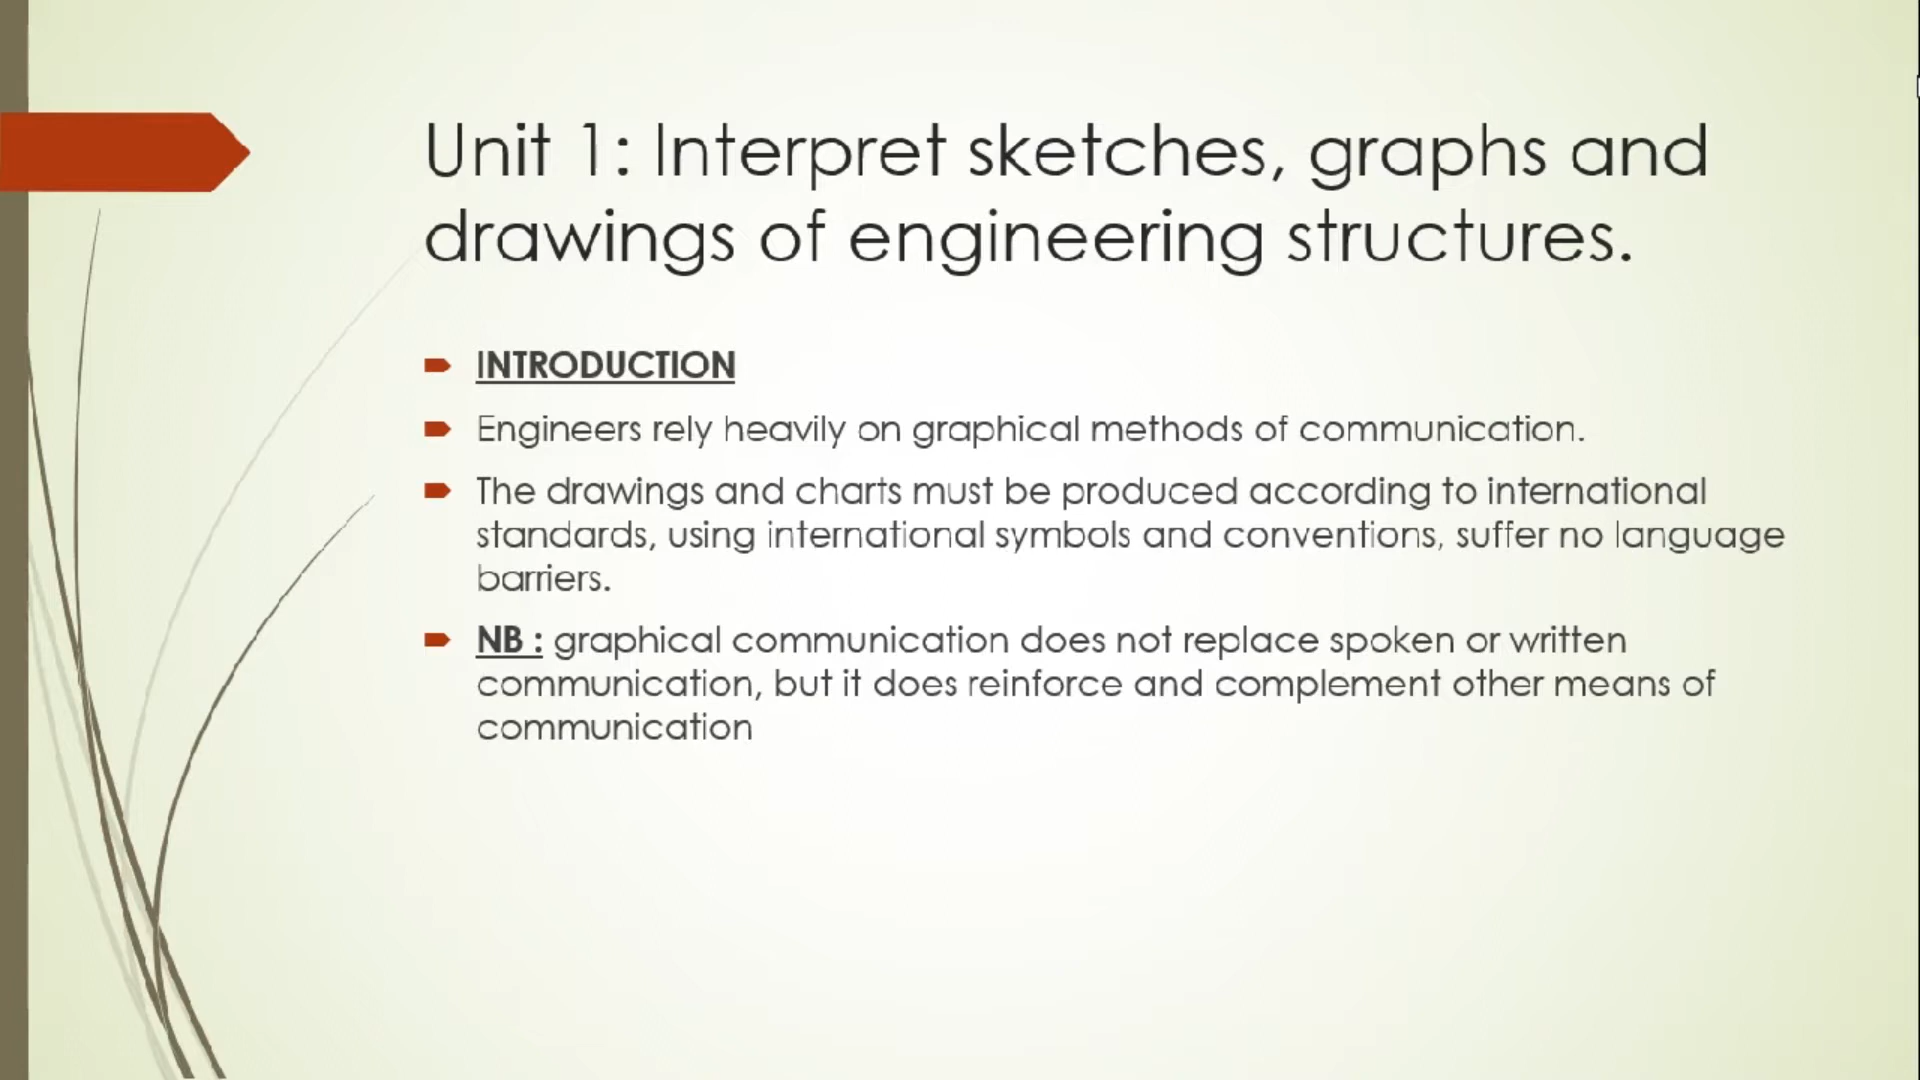 Unit 1: Interpret sketches, graphs and
drawings of engineering structures.
INTRODUCTION
Engineers rely heavily on graphical methods of communication.
The drawings and charts must be produced according to international
standards, using international symbols and conventions, suffer no language
barriers.
NB : graphical communication does not replace spoken or written
communication, but it does reinforce and complement other means of
communication